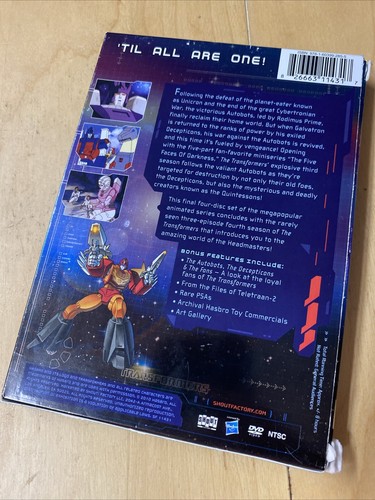 'TIL ALL ARE ONE!
8 26663 11431 7
Following the defeat of the planet-eater known
as Unicron and the end of the great Cybertronian
War, the victorious Autobots, led by Rodimus Prime,
finally reclaim their home world. But when Galvatron
is returned to the ranks of power by his exiled
Decepticons, his war against the Autobots is revived,
and this time it's fueled by vengeance! Opening
with the five-part fan-favorite miniseries "The Five
Faces Of Darkness," The Transformers' explosive third
season follows the valiant Autobots as they're
targeted for destruction by not only their old foes,
the Decepticons, but also the mysterious and deadly
creators known as the Quintessons!
This final four-disc set of the megapopular
animated series concludes with the rarely
seen three-episode fourth season of The
Transformers that introduces you to the
amazing world of the Headmasters!
BONUS FEATURES INCLUDE:
• The Autobots, The Decepticons
& The Fans — A look at the loyal
fans of The Transformers
• From the Files of Teletraan-2
• Rare PSAs
• Archival Hasbro Toy Commercials
• Art Gallery
TRANSFORMERS
SHOUTFACTORY.COM
SHOUT!
Hasbro
DVD
NTSC